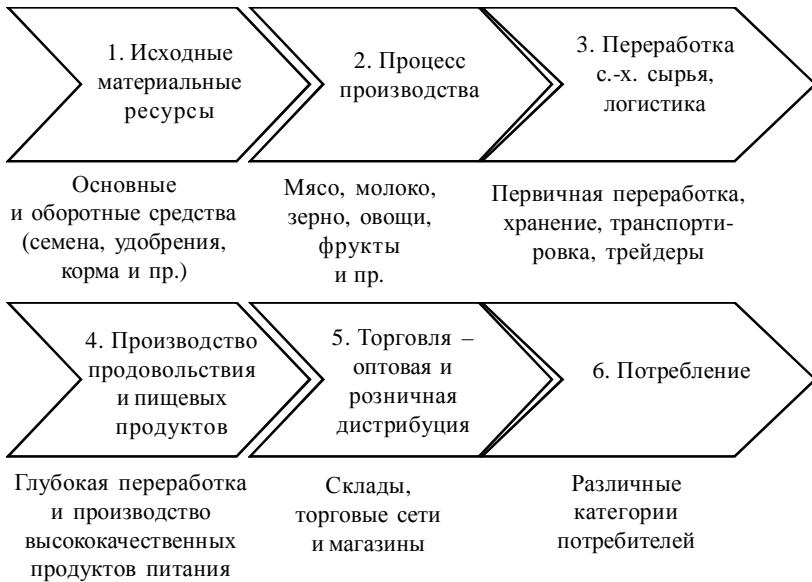 1. Исходные
материальные
ресурсы
2. Процесс
производства
3. Переработка
с.-х. сырья,
логистика
Основные
и оборотные средства
(семена, удобрения,
корма и пр.)
Мясо, молоко,
зерно, овощи,
фрукты
и пр.
Первичная переработка,
хранение, транспорти-
ровка, трейдеры
4. Производство
продовольствия
и пищевых
продуктов
5. Торговля –
оптовая и
розничная
дистрибуция
6. Потребление
Глубокая переработка
и производство
высококачественных
продуктов питания
Склады,
торговые сети
и магазины
Различные
категории
потребителей